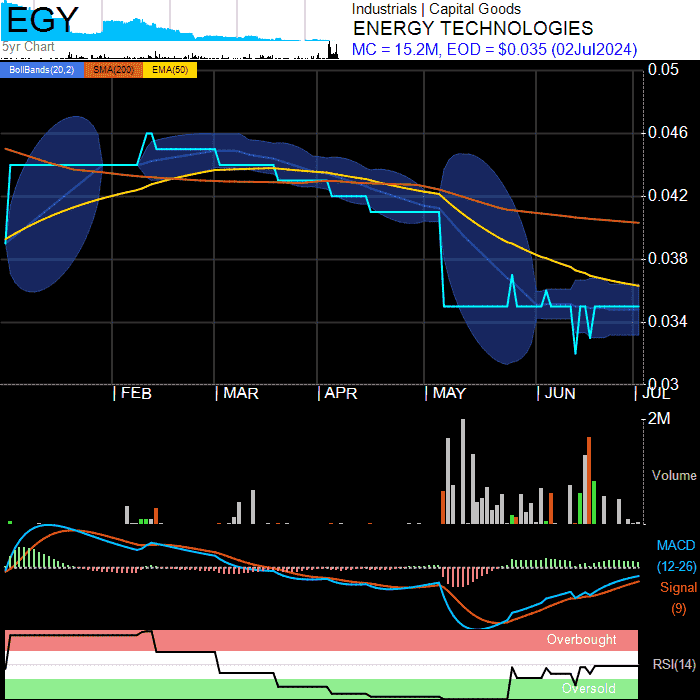 EGY
5yr Chart
Industrials | Capital Goods
ENERGY TECHNOLOGIES
MC = 15.2M, EOD = $0.035 (02Jul2024)
BollBands(20,2) SMA(200) EMA(50)
0.05
0.046
0.042
0.038
0.034
0.03
| FEB | MAR | APR | MAY | JUN | JUL
2M
Volume
MACD
(12-26)
Signal
(9)
Overbought
RSI(14)
Oversold